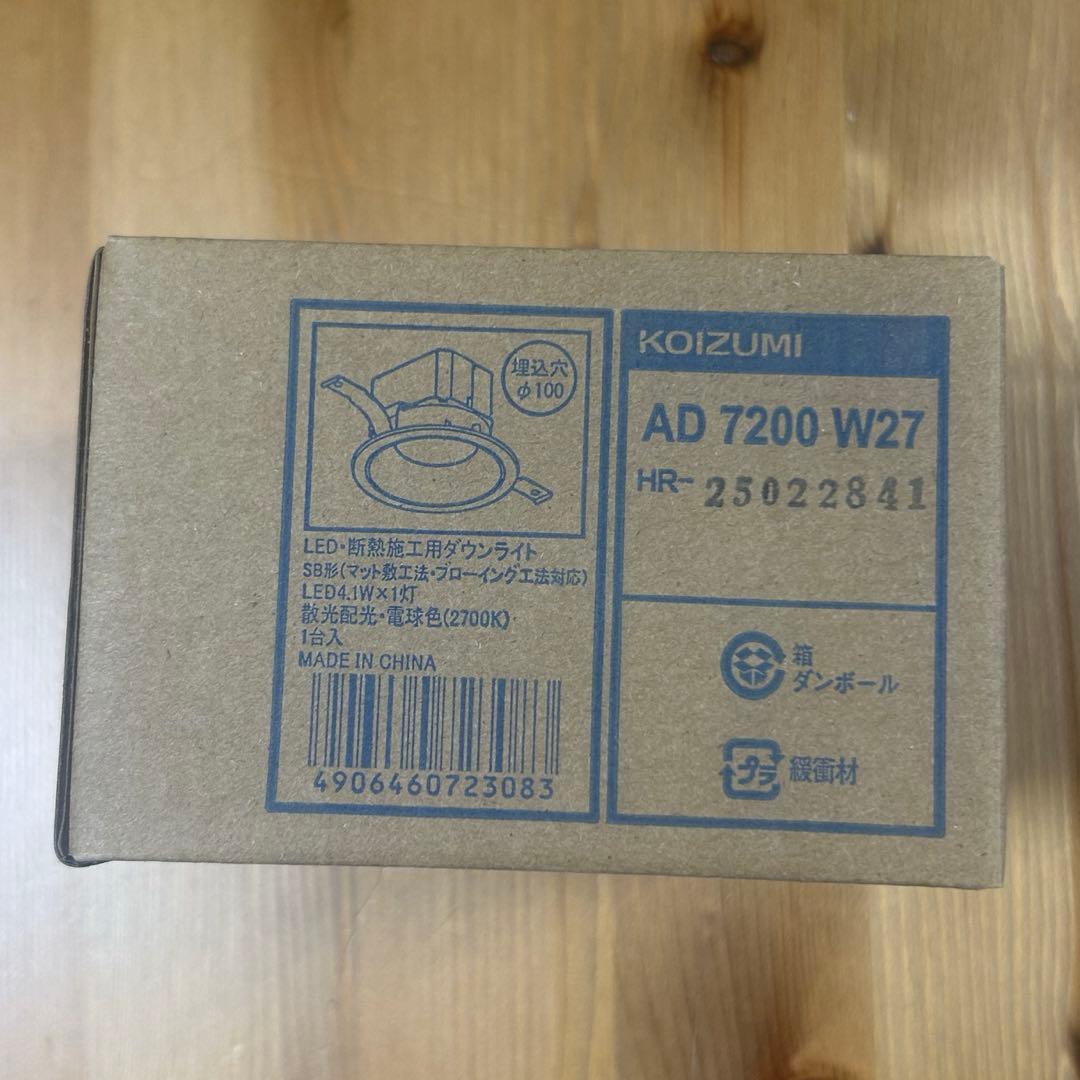 埋込穴
φ100
LED・断熱施工用ダウンライト
SB形(マット敷工法・ブローイング工法対応)
LED4.1W×1灯
散光配光・電球色(2700K)
1台入
MADE IN CHINA
4906460723083
KOIZUMI
AD 7200 W27
HR- 25022841
箱
ダンボール
プラ
緩衝材